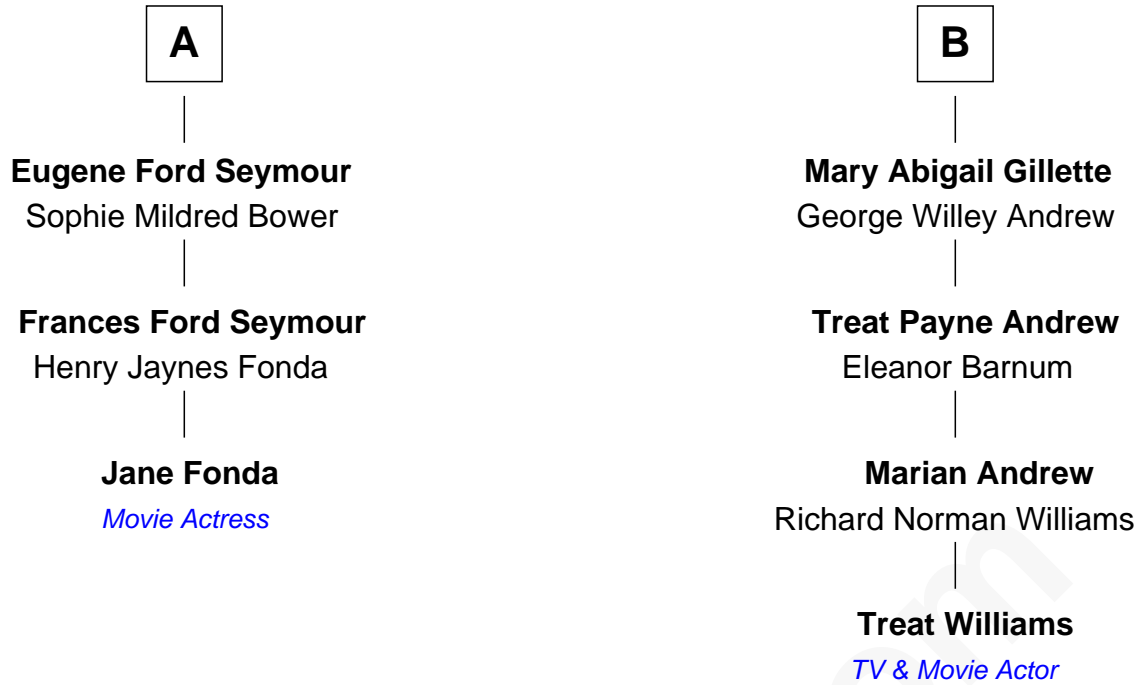 A
Eugene Ford Seymour
Sophie Mildred Bower
Frances Ford Seymour
Henry Jaynes Fonda
Jane Fonda
Movie Actress
B
Mary Abigail Gillette
George Willey Andrew
Treat Payne Andrew
Eleanor Barnum
Marian Andrew
Richard Norman Williams
Treat Williams
TV & Movie Actor